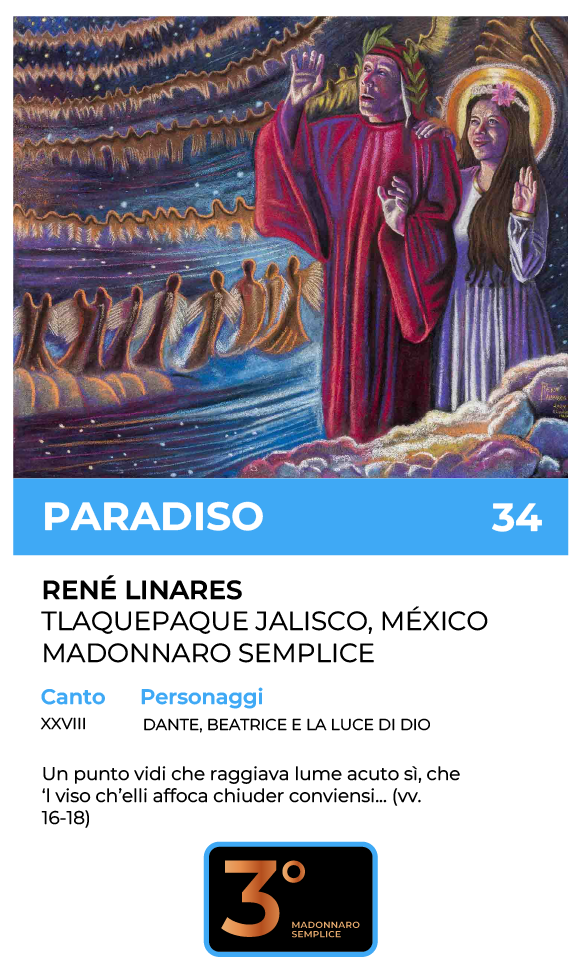 PARADISO
34
RENÉ LINARES
TLAQUEPAQUE JALISCO, MÉXICO
MADONNARO SEMPLICE
Canto Personaggi
XXVIII DANTE, BEATRICE E LA LUCE DI DIO
Un punto vidi che raggiava lume acuto sì, che
‘l viso ch’elli affoca chiuder conviensi... (vv.
16-18)
3°
MADONNARO
SEMPLICE